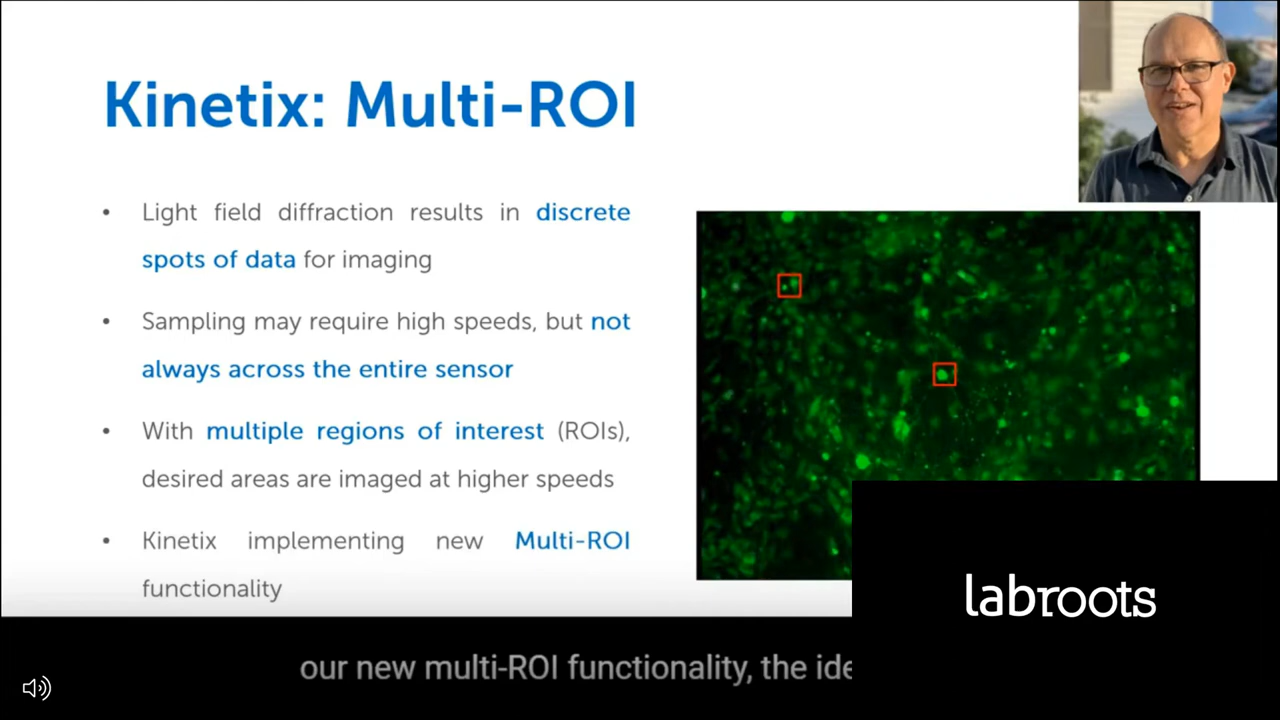 Kinetix: Multi-ROI
• Light field diffraction results in discrete
spots of data for imaging
• Sampling may require high speeds, but not
always across the entire sensor
• With multiple regions of interest (ROIs),
desired areas are imaged at higher speeds
• Kinetix implementing new Multi-ROI
functionality
labroots
our new multi-ROI functionality, the ide